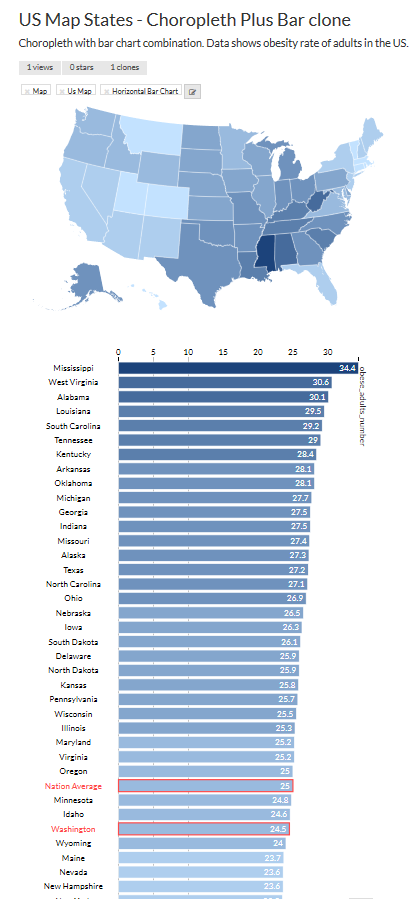 US Map States - Choropleth Plus Bar clone
Choropleth with bar chart combination. Data shows obesity rate of adults in the US.
1 views 0 stars 1 clones
Map Us Map Horizontal Bar Chart
0 5 10 15 20 25 30
obese_adults_number
Mississippi 34.4
West Virginia 30.6
Alabama 30.1
Louisiana 29.5
South Carolina 29.2
Tennessee 29
Kentucky 28.4
Arkansas 28.1
Oklahoma 28.1
Michigan 27.7
Georgia 27.5
Indiana 27.5
Missouri 27.4
Alaska 27.3
Texas 27.2
North Carolina 27.1
Ohio 26.9
Nebraska 26.5
Iowa 26.3
South Dakota 26.1
Delaware 25.9
North Dakota 25.9
Kansas 25.8
Pennsylvania 25.7
Wisconsin 25.5
Illinois 25.3
Maryland 25.2
Virginia 25.2
Oregon 25
Nation Average 25
Minnesota 24.8
Idaho 24.6
Washington 24.5
Wyoming 24
Maine 23.7
Nevada 23.6
New Hampshire 23.6